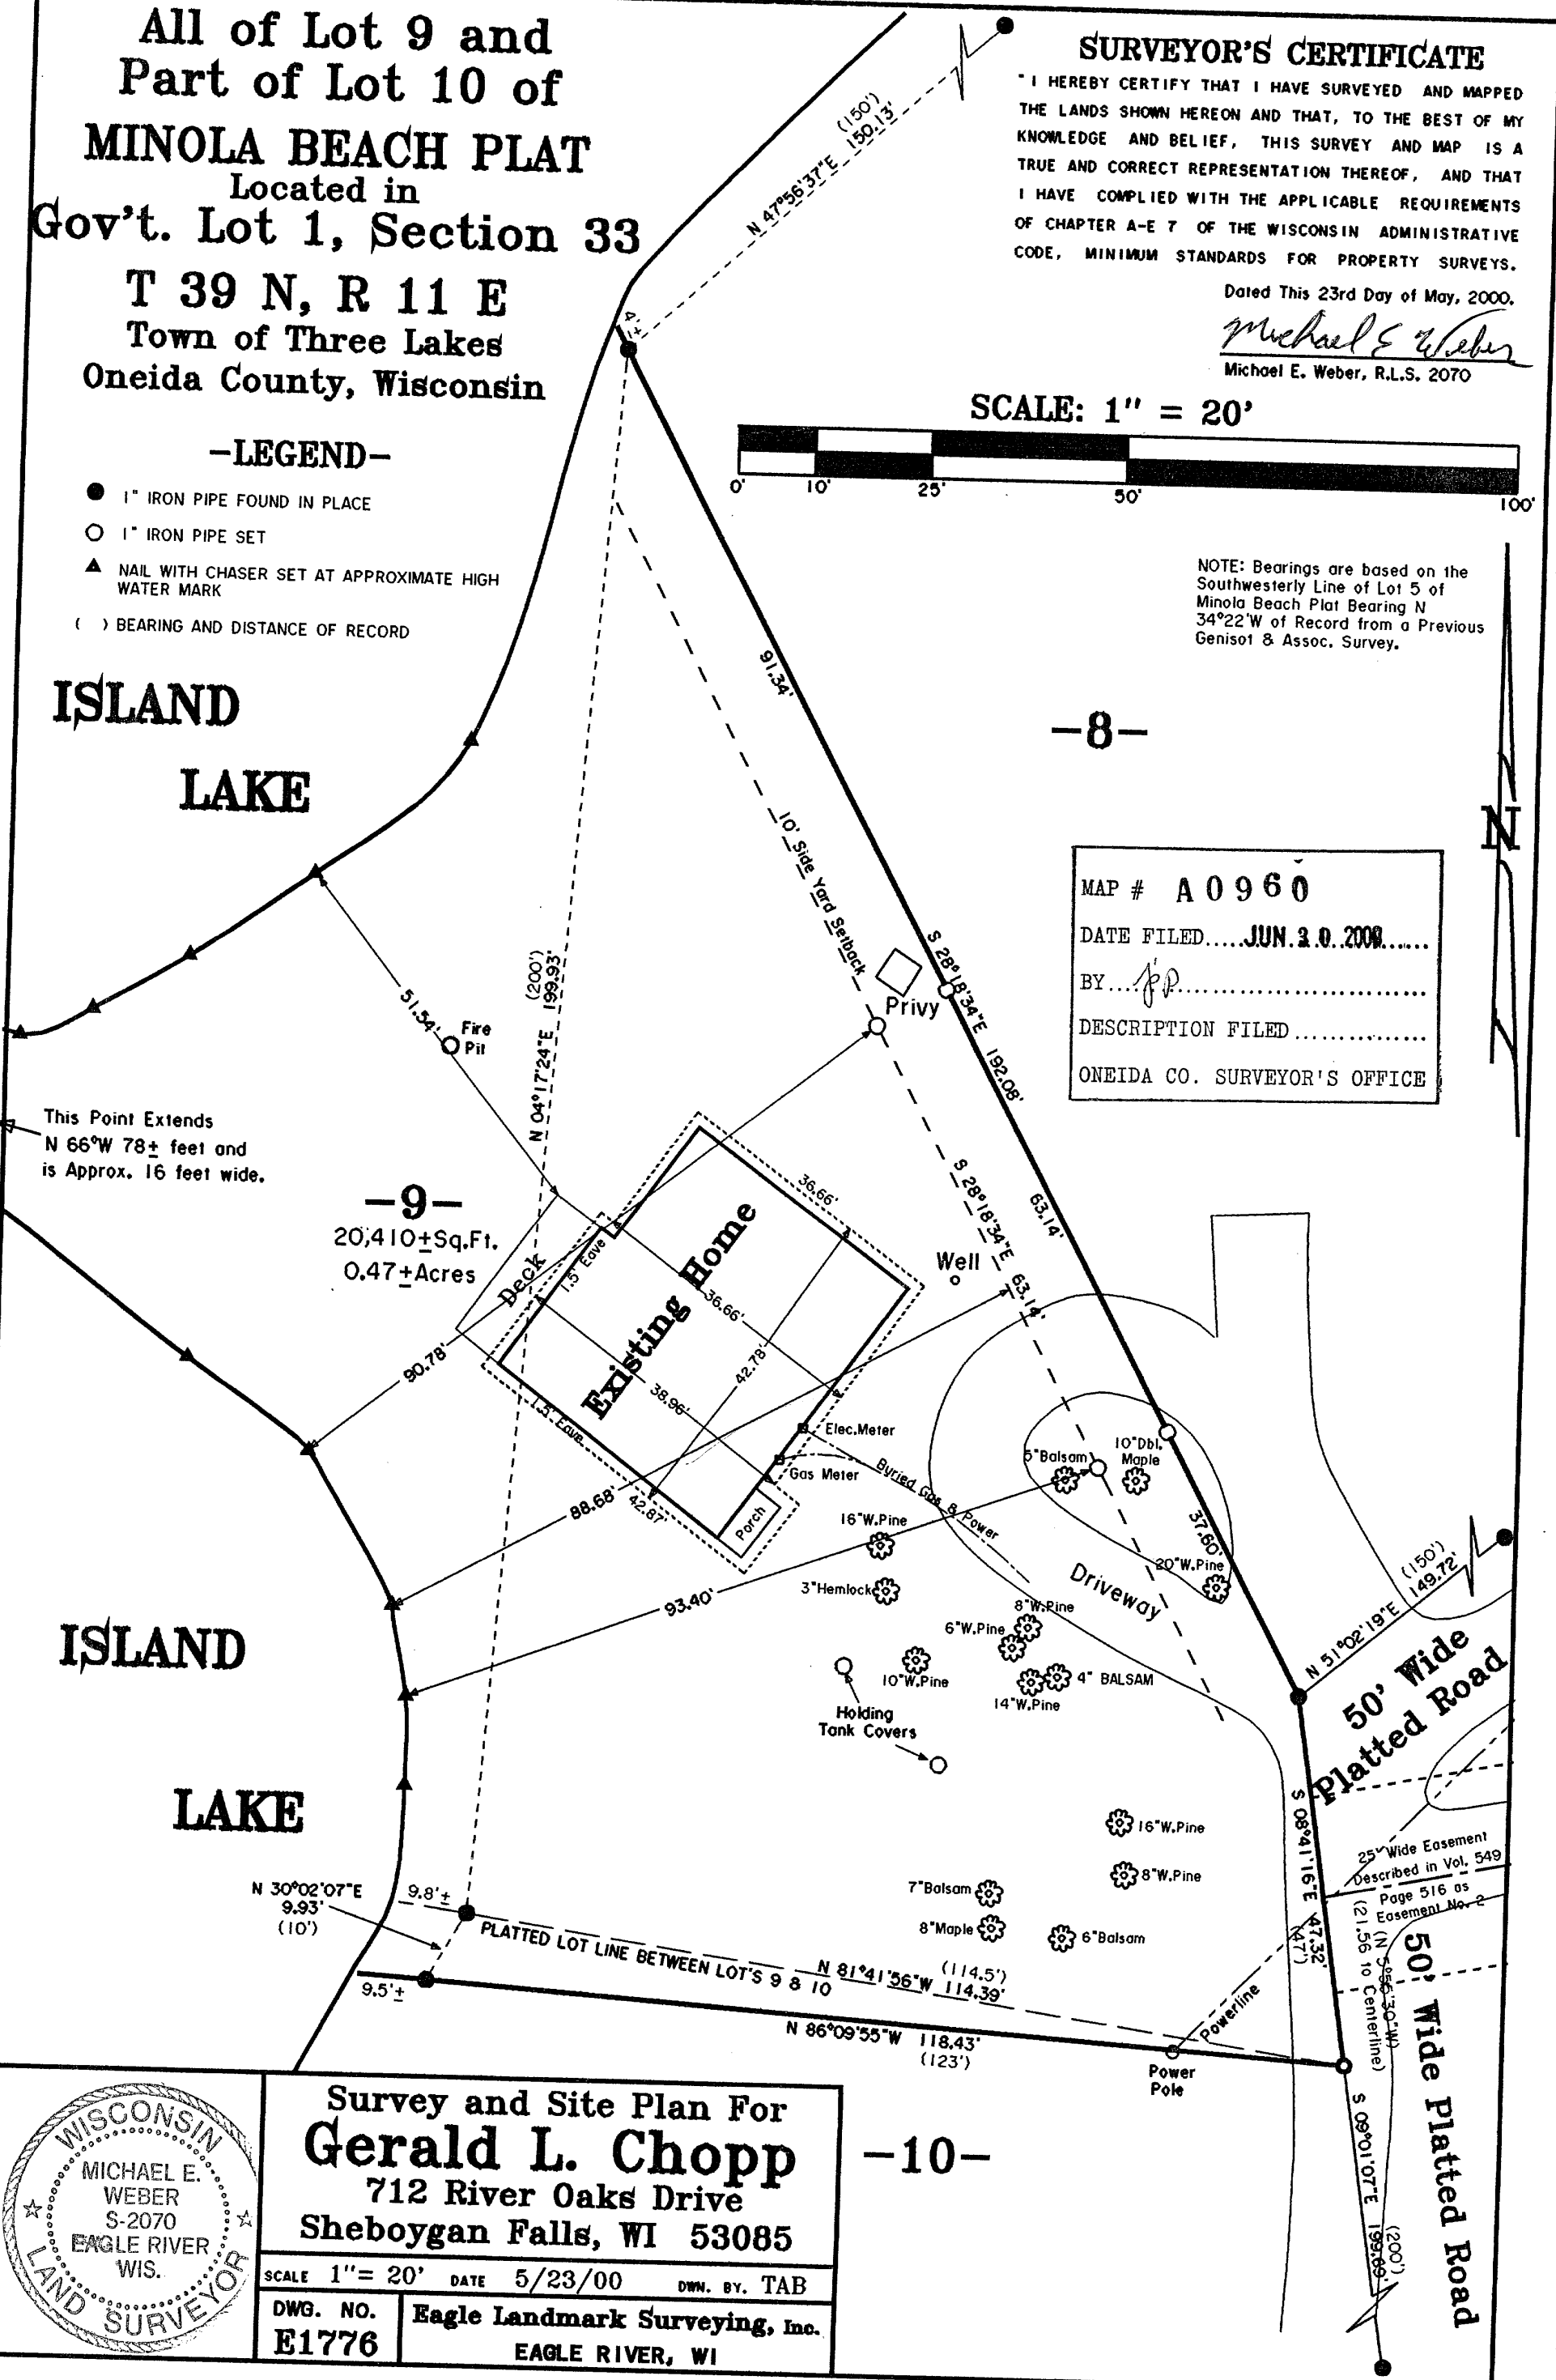 All of Lot 9 and
Part of Lot 10 of
MINOLA BEACH PLAT
Located in
Gov't. Lot 1, Section 33
T 39 N, R 11 E
Town of Three Lakes
Oneida County, Wisconsin
-LEGEND-
1" IRON PIPE FOUND IN PLACE
1" IRON PIPE SET
NAIL WITH CHASER SET AT APPROXIMATE HIGH
WATER MARK
( ) BEARING AND DISTANCE OF RECORD
SURVEYOR'S CERTIFICATE
"I HEREBY CERTIFY THAT I HAVE SURVEYED AND MAPPED
THE LANDS SHOWN HEREON AND THAT, TO THE BEST OF MY
KNOWLEDGE AND BELIEF, THIS SURVEY AND MAP IS A
TRUE AND CORRECT REPRESENTATION THEREOF, AND THAT
I HAVE COMPLIED WITH THE APPLICABLE REQUIREMENTS
OF CHAPTER A-E 7 OF THE WISCONSIN ADMINISTRATIVE
CODE, MINIMUM STANDARDS FOR PROPERTY SURVEYS.
Dated This 23rd Day of May, 2000.
Michael E Weber
Michael E. Weber, R.L.S. 2070
SCALE: 1" = 20'
0' 10' 25' 50' 100'
NOTE: Bearings are based on the
Southwesterly Line of Lot 5 of
Minola Beach Plat Bearing N
34°22'W of Record from a Previous
Genisot & Assoc. Survey.
(150')
N 47°56'37"E 150.13'
4'±
ISLAND
LAKE
91.34'
-8-
N
10' Side Yard Setback
MAP # A0960
DATE FILED.....JUN. 30. 2000......
BY....JP
DESCRIPTION FILED
ONEIDA CO. SURVEYOR'S OFFICE
(200')
N 04°17'24"E 199.93'
51.54'
Fire
Pit
Privy
S 28°18'34"E 192.08'
This Point Extends
N 66°W 78± feet and
is Approx. 16 feet wide.
-9-
20,410±Sq.Ft.
0.47±Acres
36.66'
S 28°18'34"E 63.14'
63.14'
Well
Deck
1.5' Eave
Existing Home
36.66'
42.78'
38.96'
1.5' Eave
42.87'
90.78'
88.68'
93.40'
Elec.Meter
Gas Meter
Buried Gas & Power
Porch
5"Balsam
10"Dbl.
Maple
16"W.Pine
3"Hemlock
37.60'
20"W.Pine
Driveway
8"W.Pine
6"W.Pine
10"W.Pine
14"W.Pine
4" BALSAM
Holding
Tank Covers
(150')
N 51°02'19"E 149.72'
50' Wide
Platted Road
ISLAND
LAKE
16"W.Pine
8"W.Pine
7"Balsam
8"Maple
6"Balsam
S 08°41'16"E 47.32'
(47')
25' Wide Easement
Described in Vol. 549
Page 516 as
Easement No. 2
(21.56 to Centerline)
N 30°02'07"E
9.93'
(10')
9.8'±
PLATTED LOT LINE BETWEEN LOT'S 9 & 10
N 81°41'56"W 114.39'
(114.5')
9.5'±
N 86°09'55"W 118.43'
(123')
Powerline
Power
Pole
50' Wide Platted Road
S 09°01'07"E 199.69'
(200')
-10-
WISCONSIN
MICHAEL E.
WEBER
S-2070
EAGLE RIVER
WIS.
LAND SURVEYOR
Survey and Site Plan For
Gerald L. Chopp
712 River Oaks Drive
Sheboygan Falls, WI 53085
SCALE 1"= 20' DATE 5/23/00 DWN. BY. TAB
DWG. NO.
E1776
Eagle Landmark Surveying, Inc.
EAGLE RIVER, WI